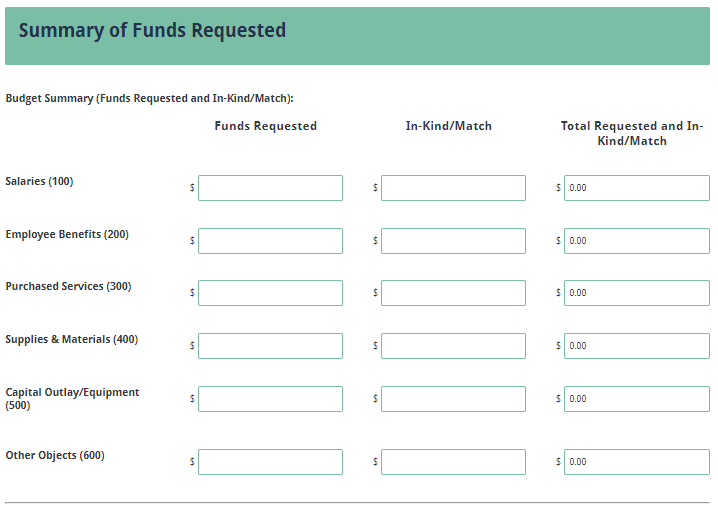 Summary of Funds Requested
Budget Summary (Funds Requested and In-Kind/Match):
Funds Requested In-Kind/Match Total Requested and In-
Kind/Match
Salaries (100) $ $ $ 0.00
Employee Benefits (200) $ $ $ 0.00
Purchased Services (300) $ $ $ 0.00
Supplies & Materials (400) $ $ $ 0.00
Capital Outlay/Equipment
(500) $ $ $ 0.00
Other Objects (600) $ $ $ 0.00